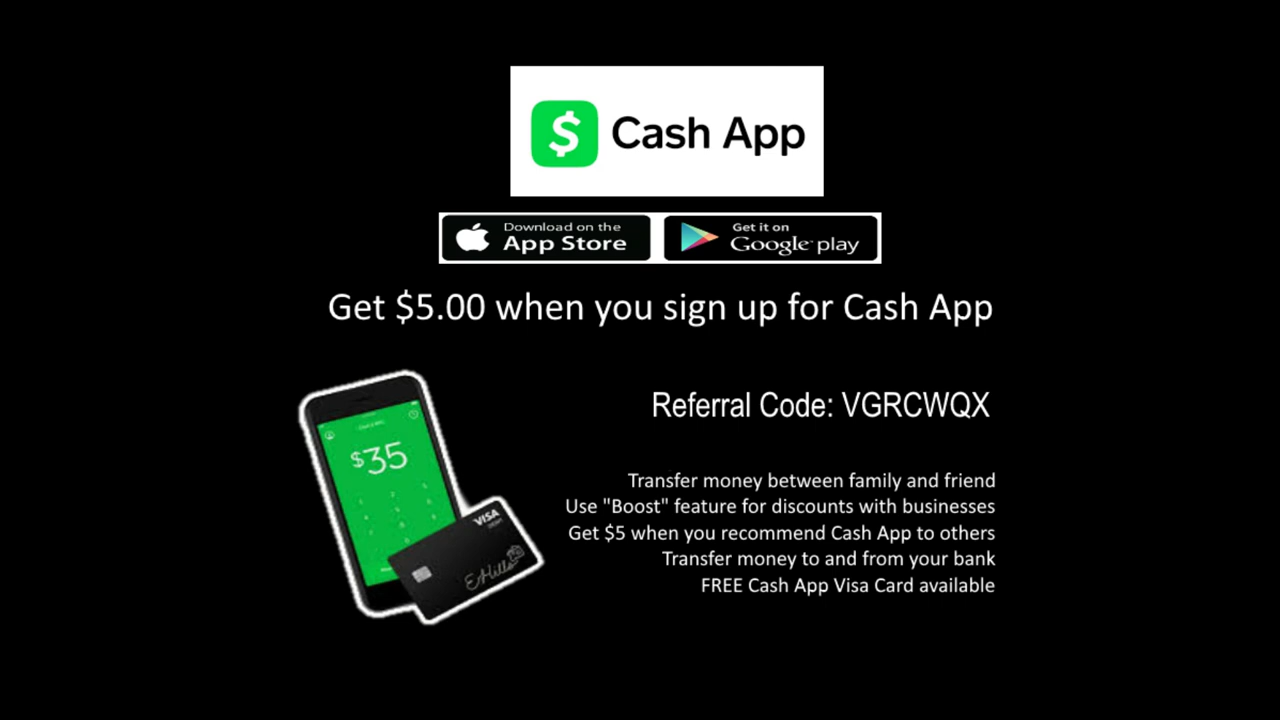 $ Cash App
Download on the
App Store
Get it on
Google play
Get $5.00 when you sign up for Cash App
$35
Referral Code: VGRCWQX
VISA
DEBIT
Transfer money between family and friend
Use "Boost" feature for discounts with businesses
Get $5 when you recommend Cash App to others
Transfer money to and from your bank
FREE Cash App Visa Card available